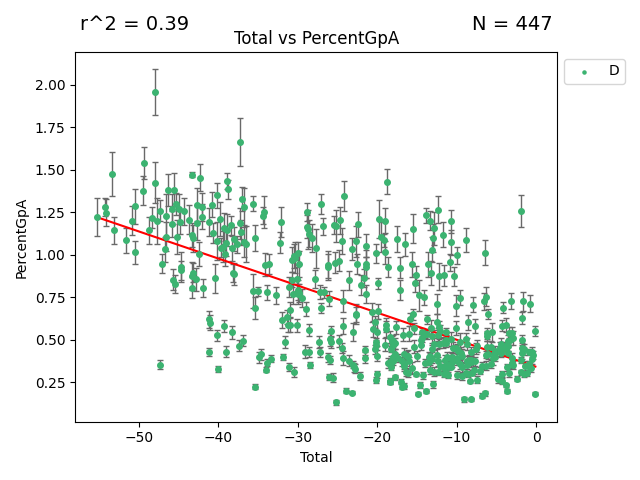 r^2 = 0.39 N = 447
Total vs PercentGpA
D
2.00
1.75
1.50
1.25
1.00
0.75
0.50
0.25
PercentGpA
−50 −40 −30 −20 −10 0
Total